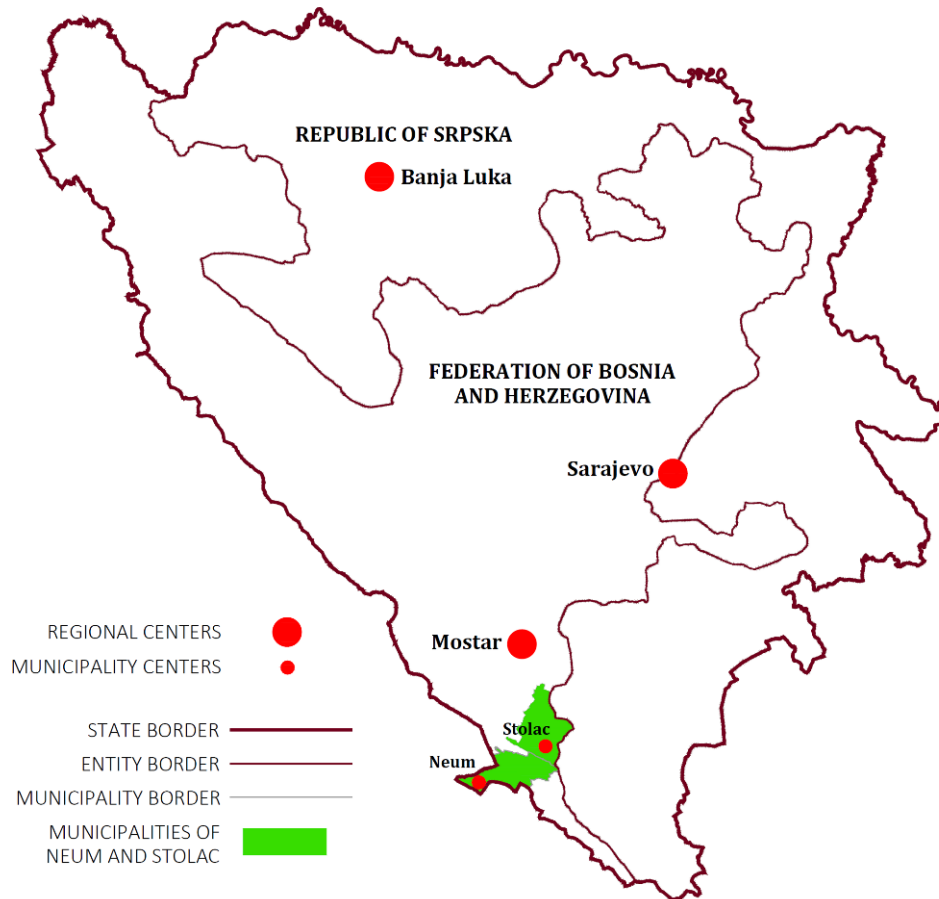 REPUBLIC OF SRPSKA
Banja Luka
FEDERATION OF BOSNIA
AND HERZEGOVINA
Sarajevo
Mostar
Stolac
Neum
REGIONAL CENTERS
MUNICIPALITY CENTERS
STATE BORDER
ENTITY BORDER
MUNICIPALITY BORDER
MUNICIPALITIES OF
NEUM AND STOLAC